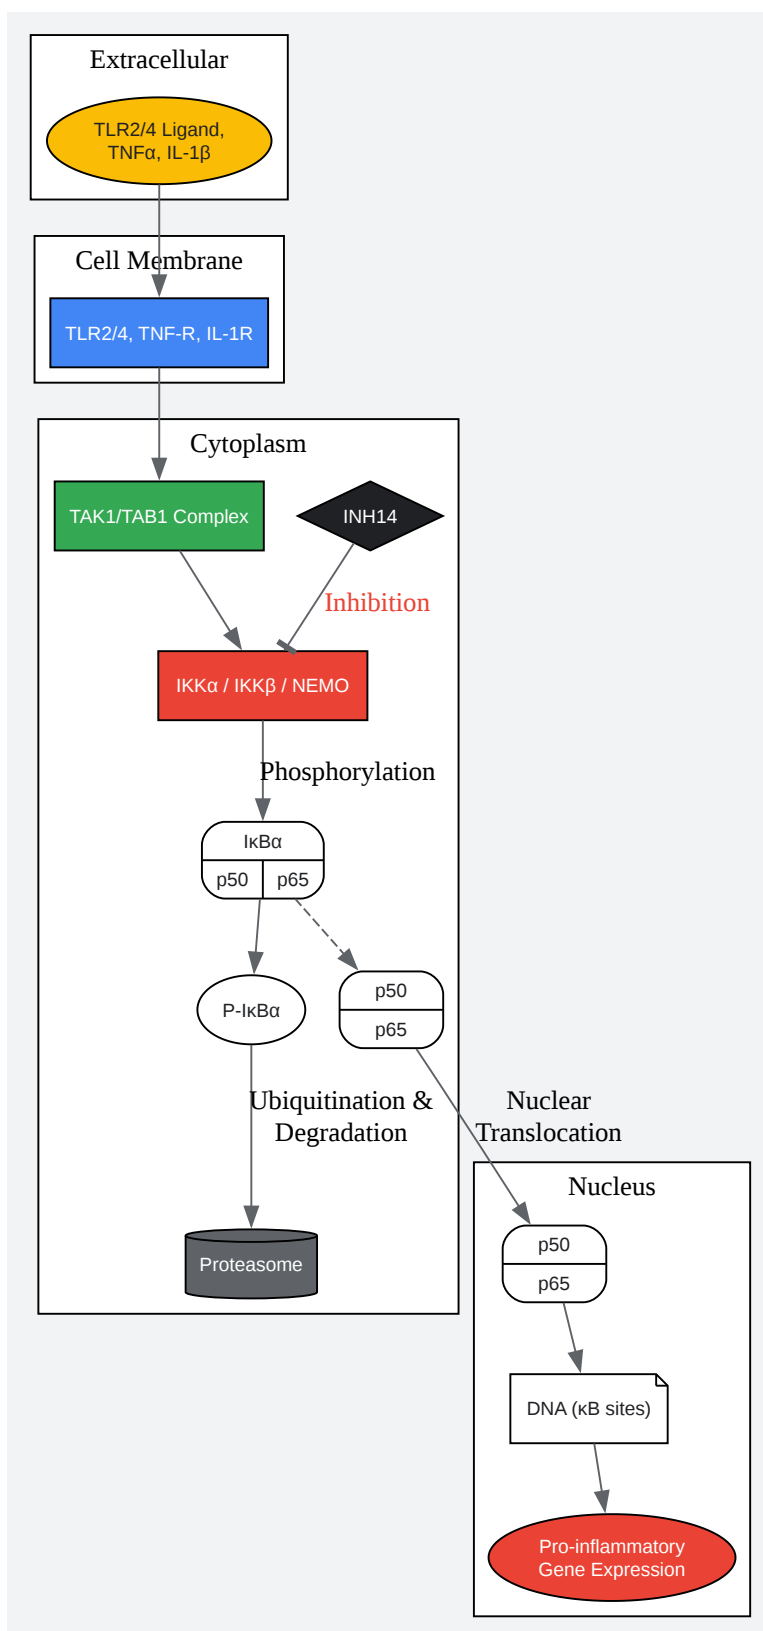 Extracellular
TLR2/4 Ligand,
TNFα, IL-1β
Cell Membrane
TLR2/4, TNF-R, IL-1R
Cytoplasm
TAK1/TAB1 Complex
INH14
Inhibition
IKKα / IKKβ / NEMO
Phosphorylation
IκBα
p50
p65
P-IκBα
p50
p65
Ubiquitination &
Degradation
Nuclear
Translocation
Proteasome
Nucleus
p50
p65
DNA (κB sites)
Pro-inflammatory
Gene Expression